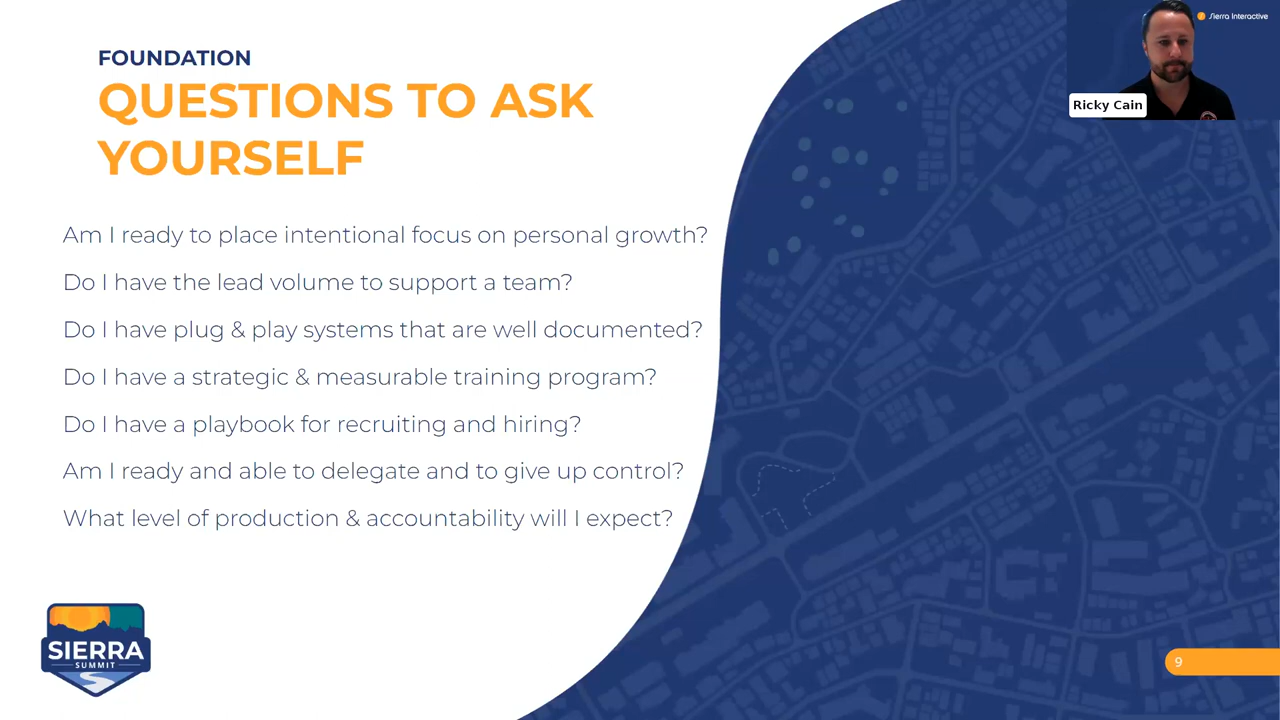 FOUNDATION
QUESTIONS TO ASK
YOURSELF
Am I ready to place intentional focus on personal growth?
Do I have the lead volume to support a team?
Do I have plug & play systems that are well documented?
Do I have a strategic & measurable training program?
Do I have a playbook for recruiting and hiring?
Am I ready and able to delegate and to give up control?
What level of production & accountability will I expect?
SIERRA
SUMMIT
Sierra Interactive
Ricky Cain
9